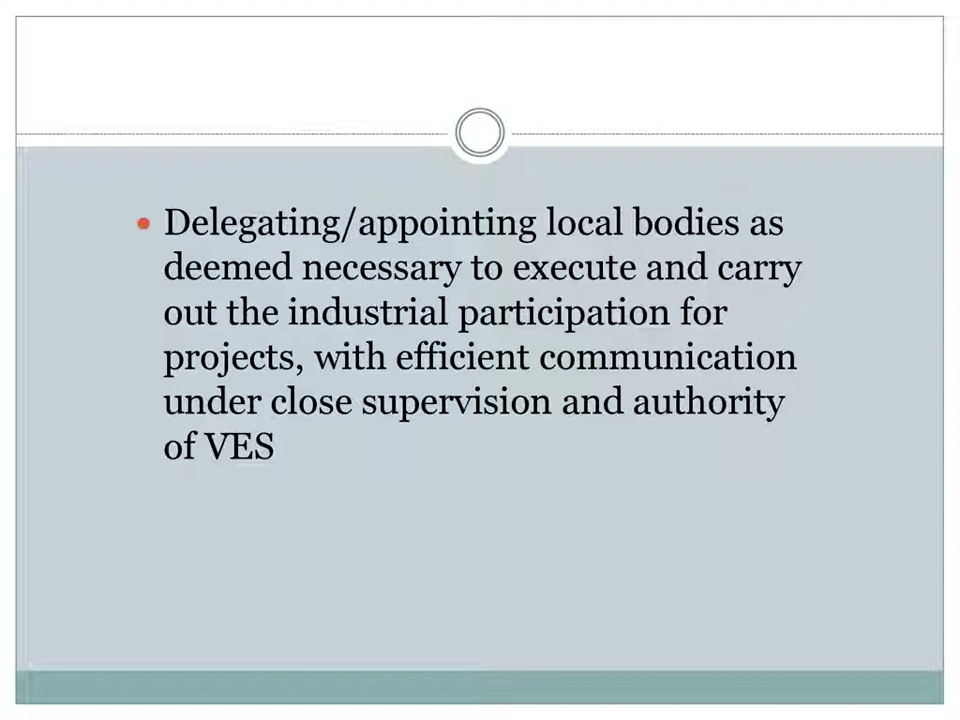 Delegating/appointing local bodies as
deemed necessary to execute and carry
out the industrial participation for
projects, with efficient communication
under close supervision and authority
of VES